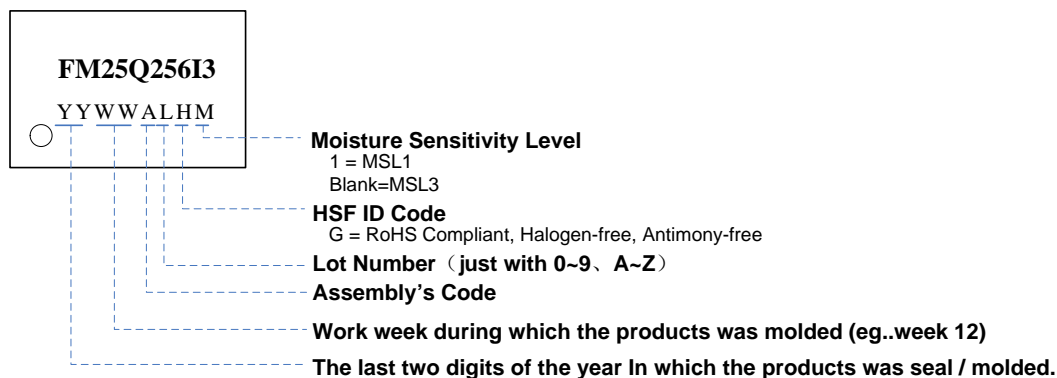 FM25Q256I3
YYWWALHM
Moisture Sensitivity Level
1 = MSL1
Blank=MSL3
HSF ID Code
G = RoHS Compliant, Halogen-free, Antimony-free
Lot Number（just with 0~9、A~Z）
Assembly's Code
Work week during which the products was molded (eg..week 12)
The last two digits of the year In which the products was seal / molded.